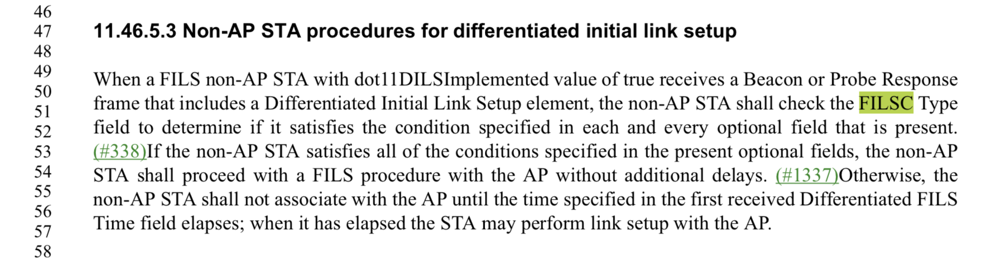 46
47 11.46.5.3 Non-AP STA procedures for differentiated initial link setup
48
49 When a FILS non-AP STA with dot11DILSImplemented value of true receives a Beacon or Probe Response
50 frame that includes a Differentiated Initial Link Setup element, the non-AP STA shall check the FILSC Type
51 field to determine if it satisfies the condition specified in each and every optional field that is present.
52 (#338)If the non-AP STA satisfies all of the conditions specified in the present optional fields, the non-AP
53 STA shall proceed with a FILS procedure with the AP without additional delays. (#1337)Otherwise, the
54 non-AP STA shall not associate with the AP until the time specified in the first received Differentiated FILS
55 Time field elapses; when it has elapsed the STA may perform link setup with the AP.
56
57
58